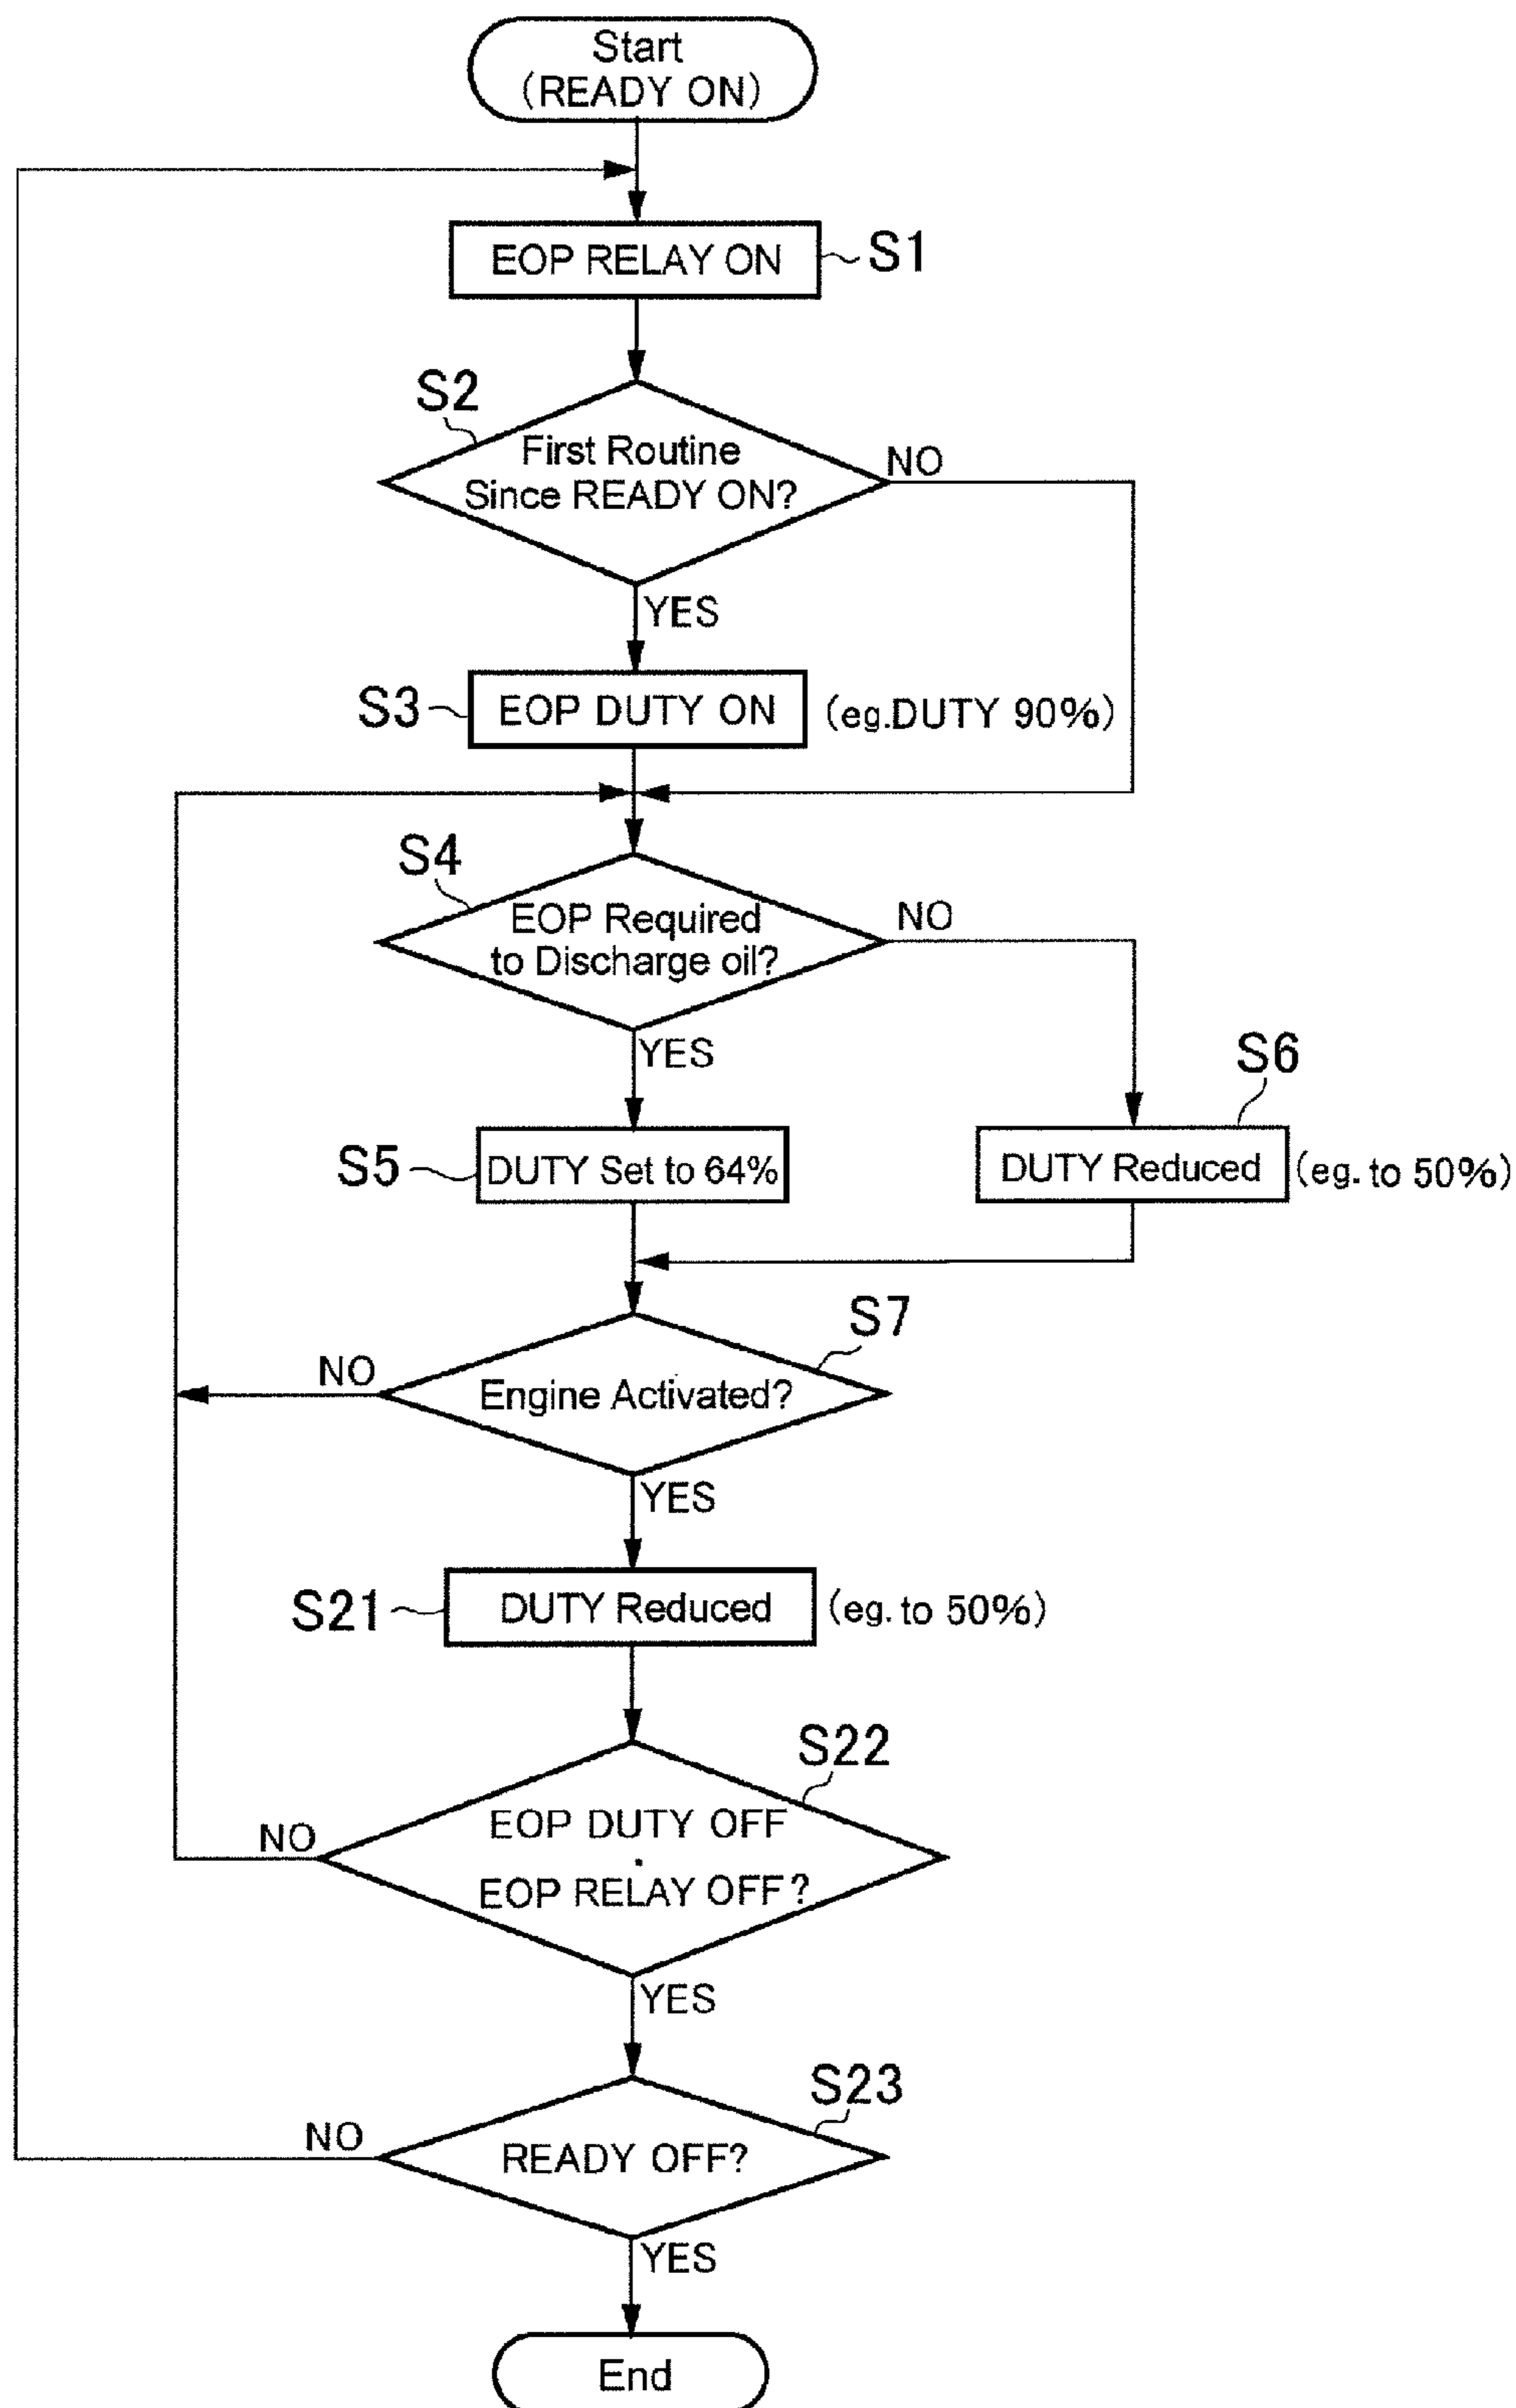 Start
(READY ON)
EOP RELAY ON
S1
S2
First Routine
Since READY ON?
NO
YES
S3
EOP DUTY ON
(eg.DUTY 90%)
S4
EOP Required
to Discharge oil?
NO
YES
S5
DUTY Set to 64%
S6
DUTY Reduced
(eg. to 50%)
S7
Engine Activated?
NO
YES
S21
DUTY Reduced
(eg. to 50%)
S22
EOP DUTY OFF
·
EOP RELAY OFF?
NO
YES
S23
READY OFF?
NO
YES
End